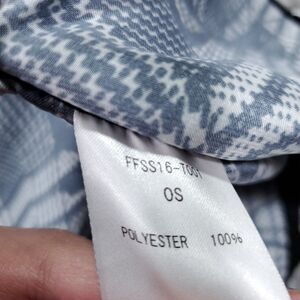 FFSS16-T001
OS
POLYESTER 100%